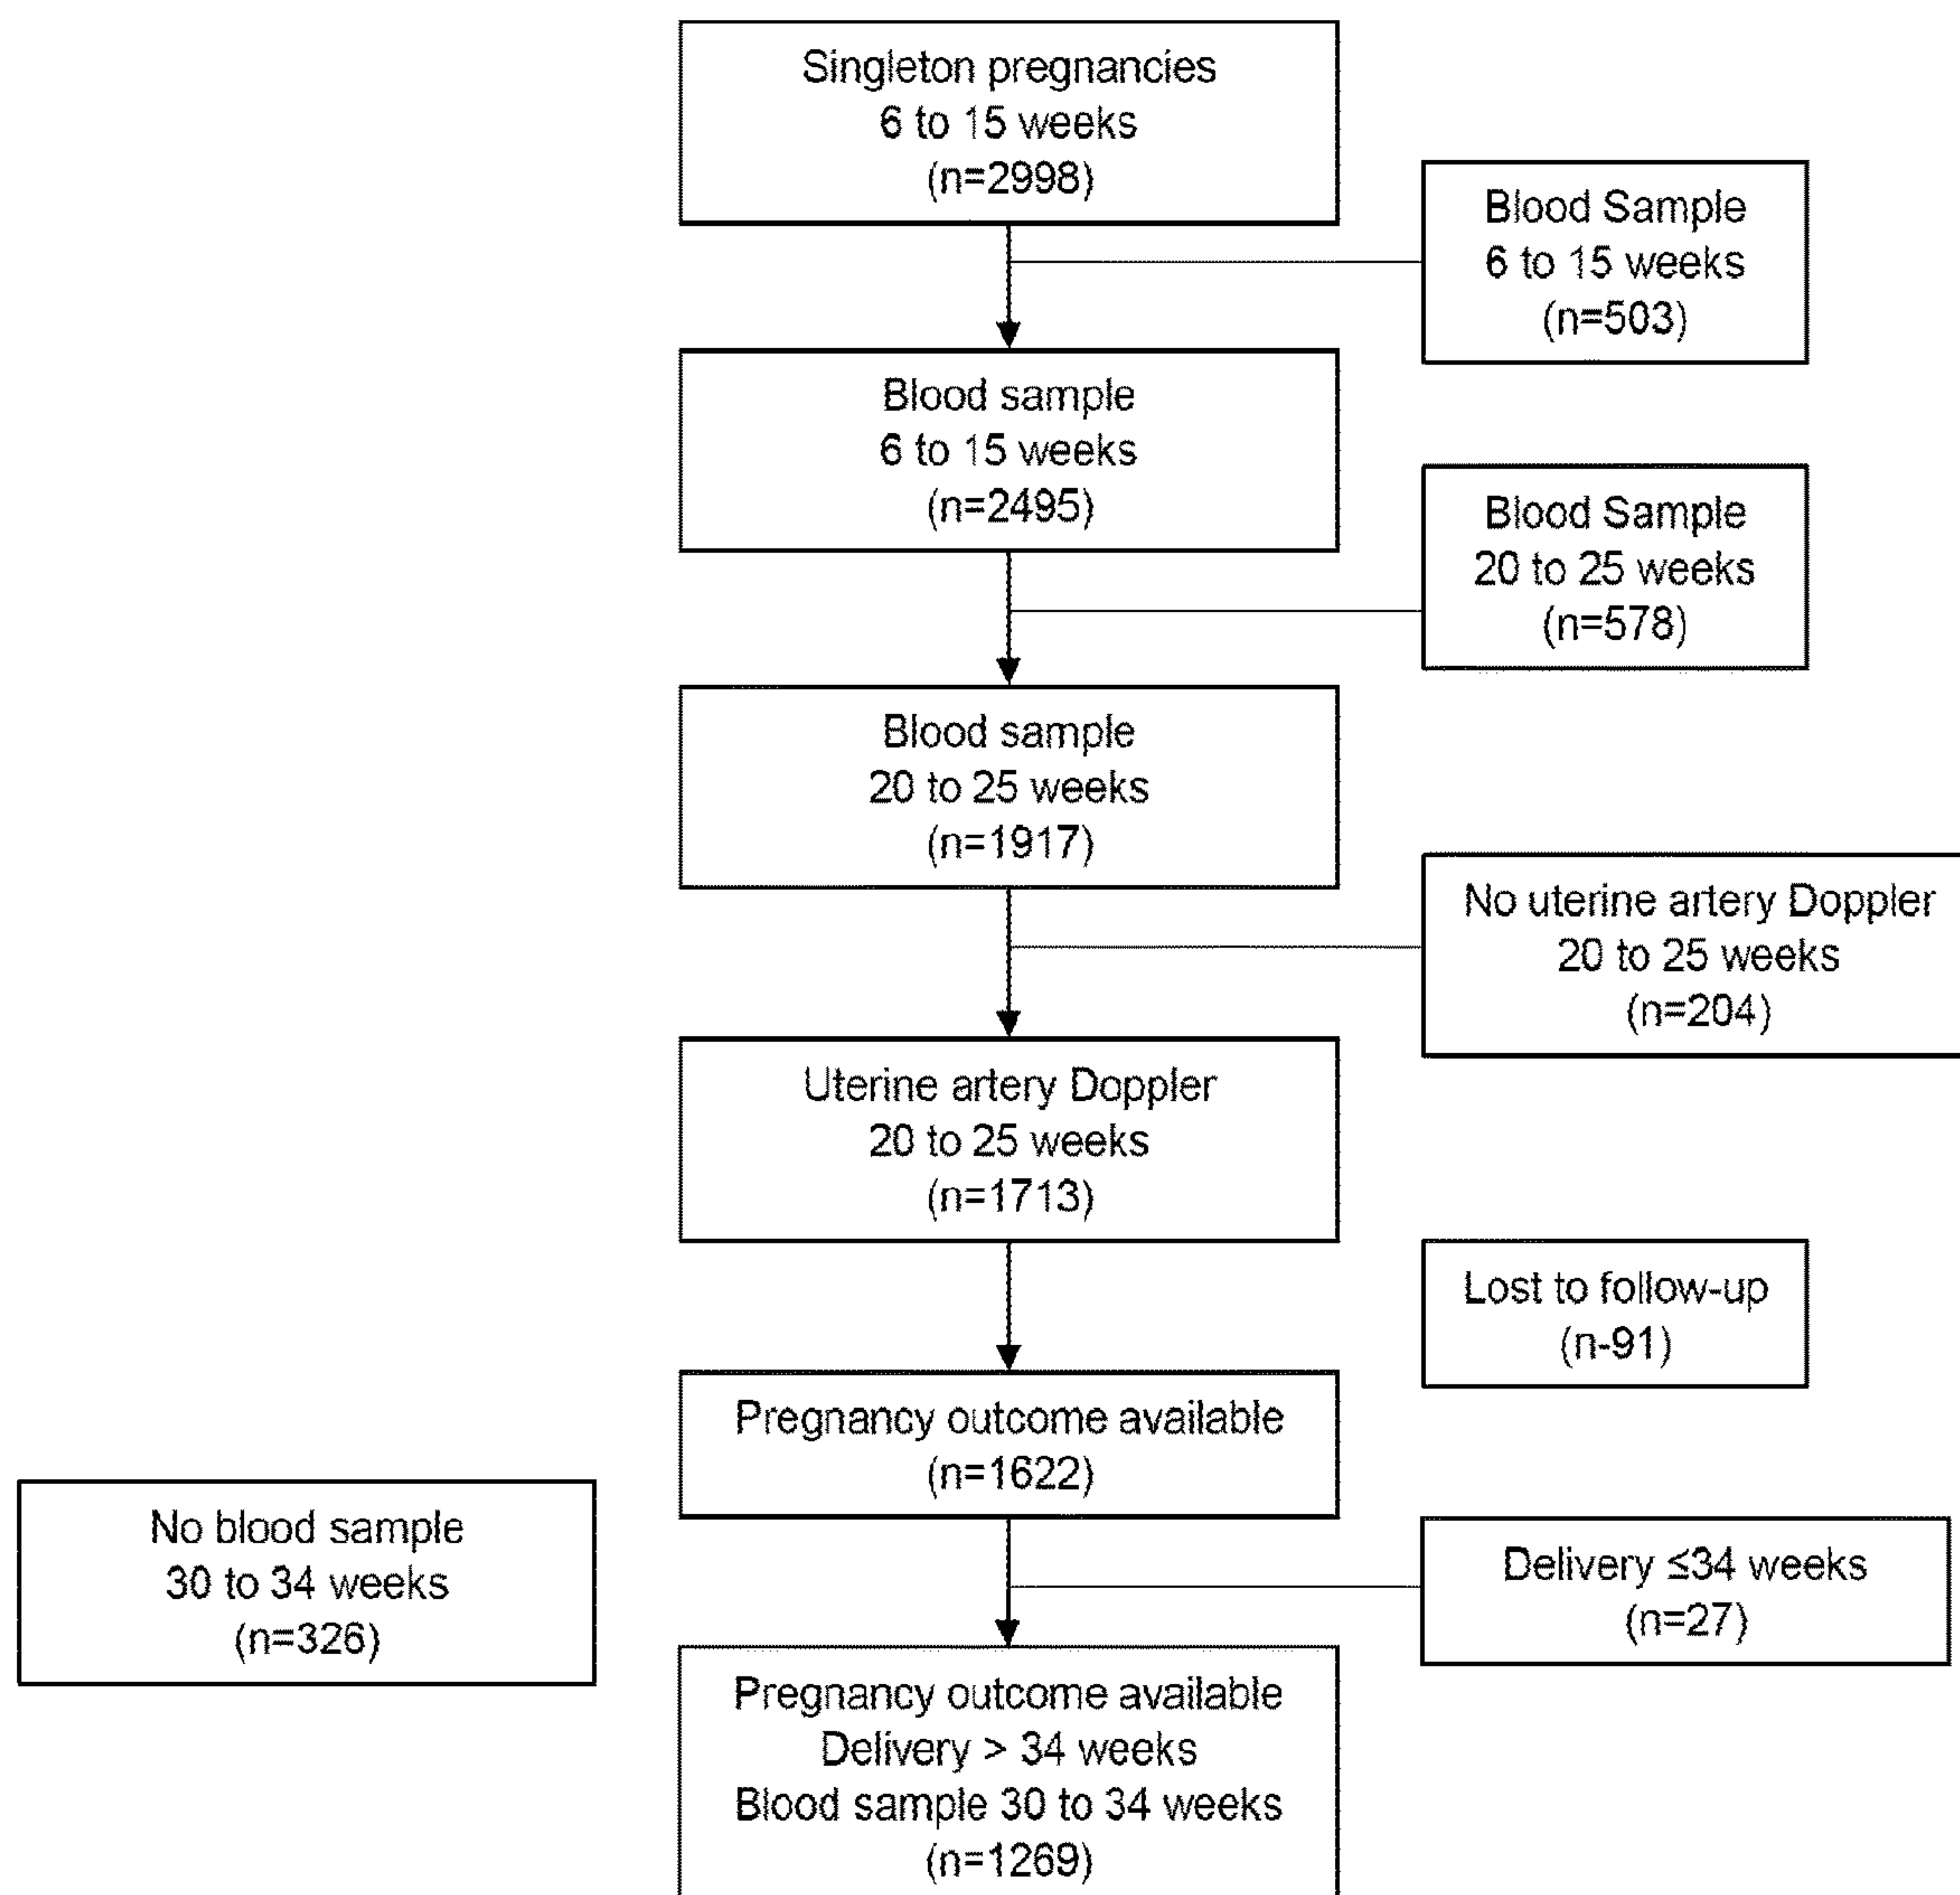 Singleton pregnancies
6 to 15 weeks
(n=2998)
Blood Sample
6 to 15 weeks
(n=503)
Blood sample
6 to 15 weeks
(n=2495)
Blood Sample
20 to 25 weeks
(n=578)
Blood sample
20 to 25 weeks
(n=1917)
No uterine artery Doppler
20 to 25 weeks
(n=204)
Uterine artery Doppler
20 to 25 weeks
(n=1713)
Lost to follow-up
(n-91)
Pregnancy outcome available
(n=1622)
No blood sample
30 to 34 weeks
(n=326)
Delivery ≤34 weeks
(n=27)
Pregnancy outcome available
Delivery > 34 weeks
Blood sample 30 to 34 weeks
(n=1269)